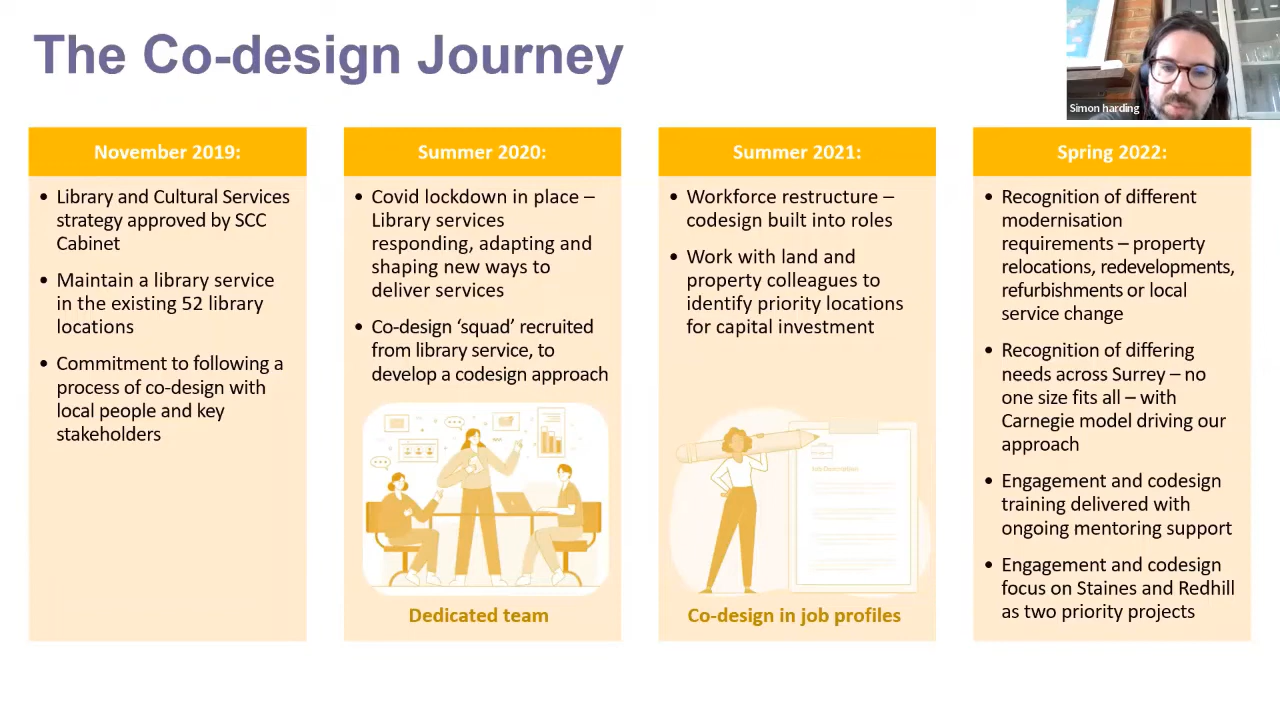 The Co-design Journey
Simon harding
November 2019:
• Library and Cultural Services
strategy approved by SCC
Cabinet
• Maintain a library service
in the existing 52 library
locations
• Commitment to following a
process of co-design with
local people and key
stakeholders
Summer 2020:
• Covid lockdown in place –
Library services
responding, adapting and
shaping new ways to
deliver services
• Co-design ‘squad’ recruited
from library service, to
develop a codesign approach
Dedicated team
Summer 2021:
• Workforce restructure –
codesign built into roles
• Work with land and
property colleagues to
identify priority locations
for capital investment
Job Description
Co-design in job profiles
Spring 2022:
• Recognition of different
modernisation
requirements – property
relocations, redevelopments,
refurbishments or local
service change
• Recognition of differing
needs across Surrey – no
one size fits all – with
Carnegie model driving our
approach
• Engagement and codesign
training delivered with
ongoing mentoring support
• Engagement and codesign
focus on Staines and Redhill
as two priority projects